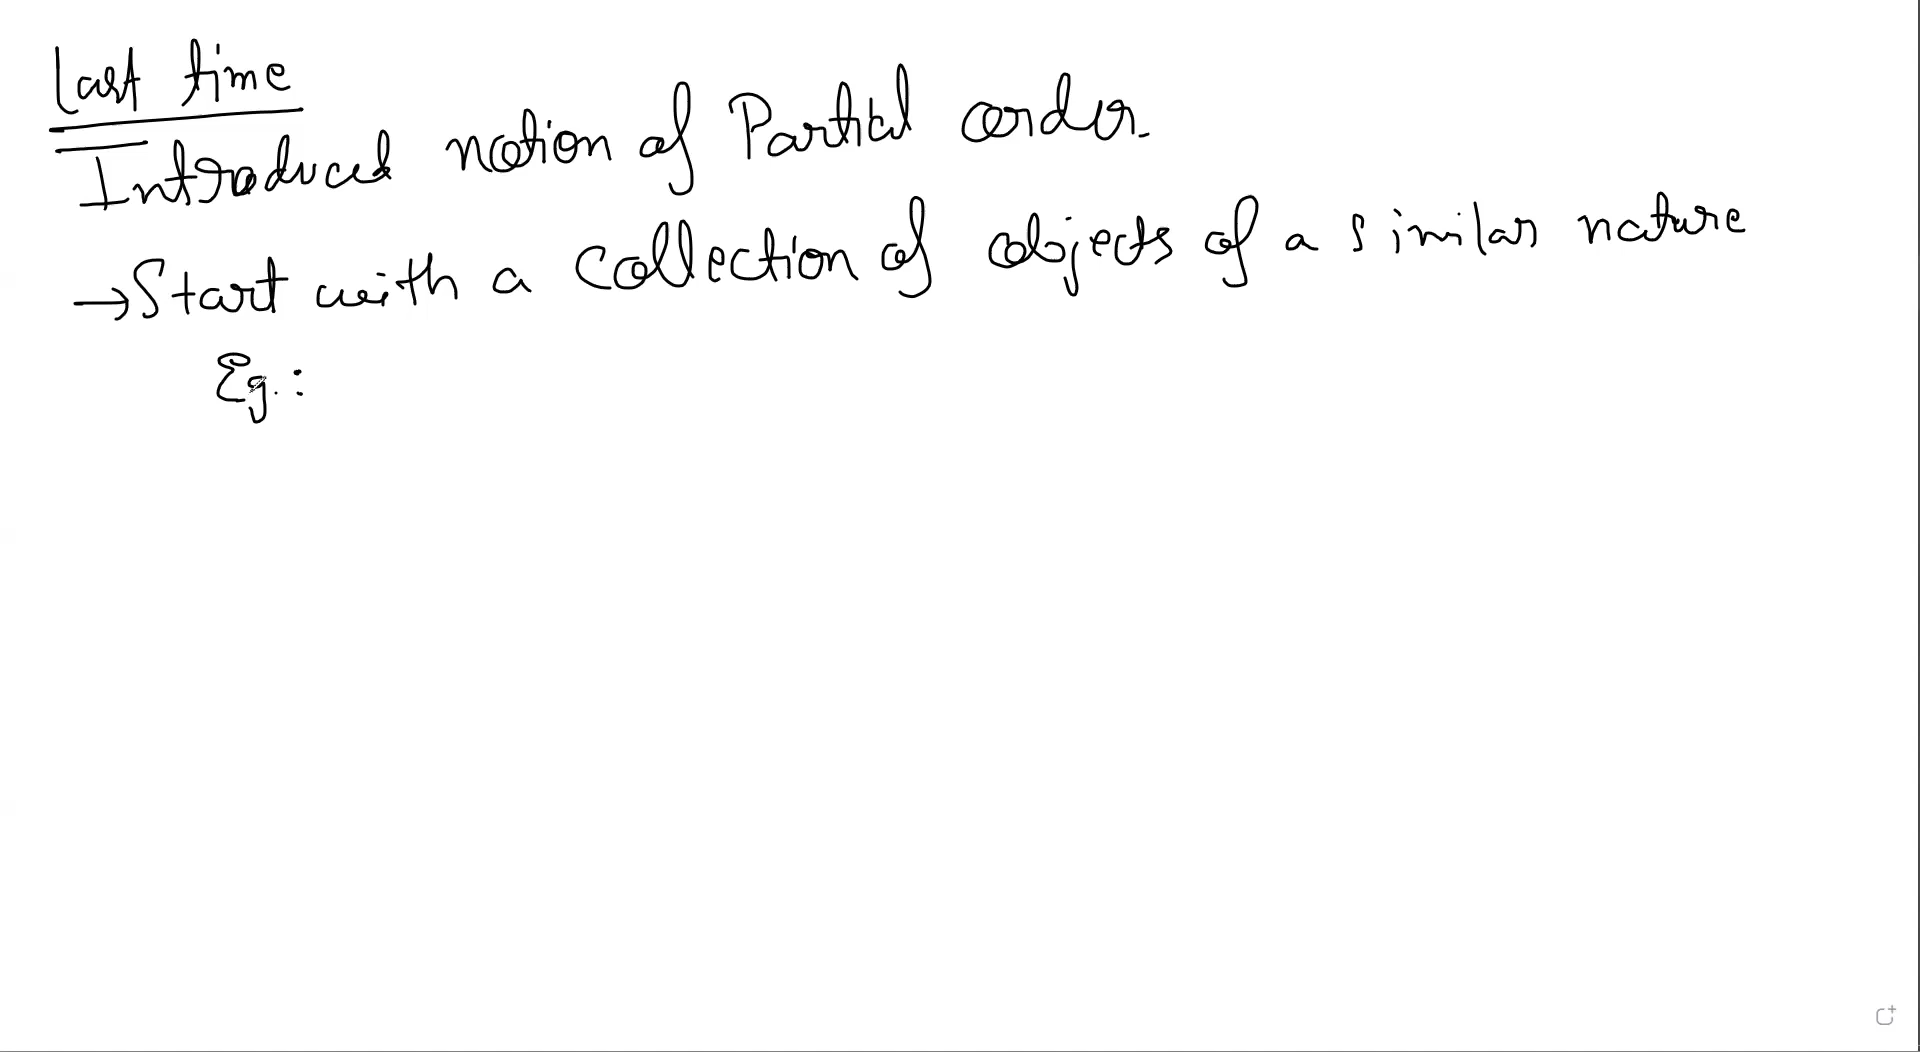 Last time
Introduced notion of Partial order.
→ Start with a collection of objects of a similar nature
Eg.: